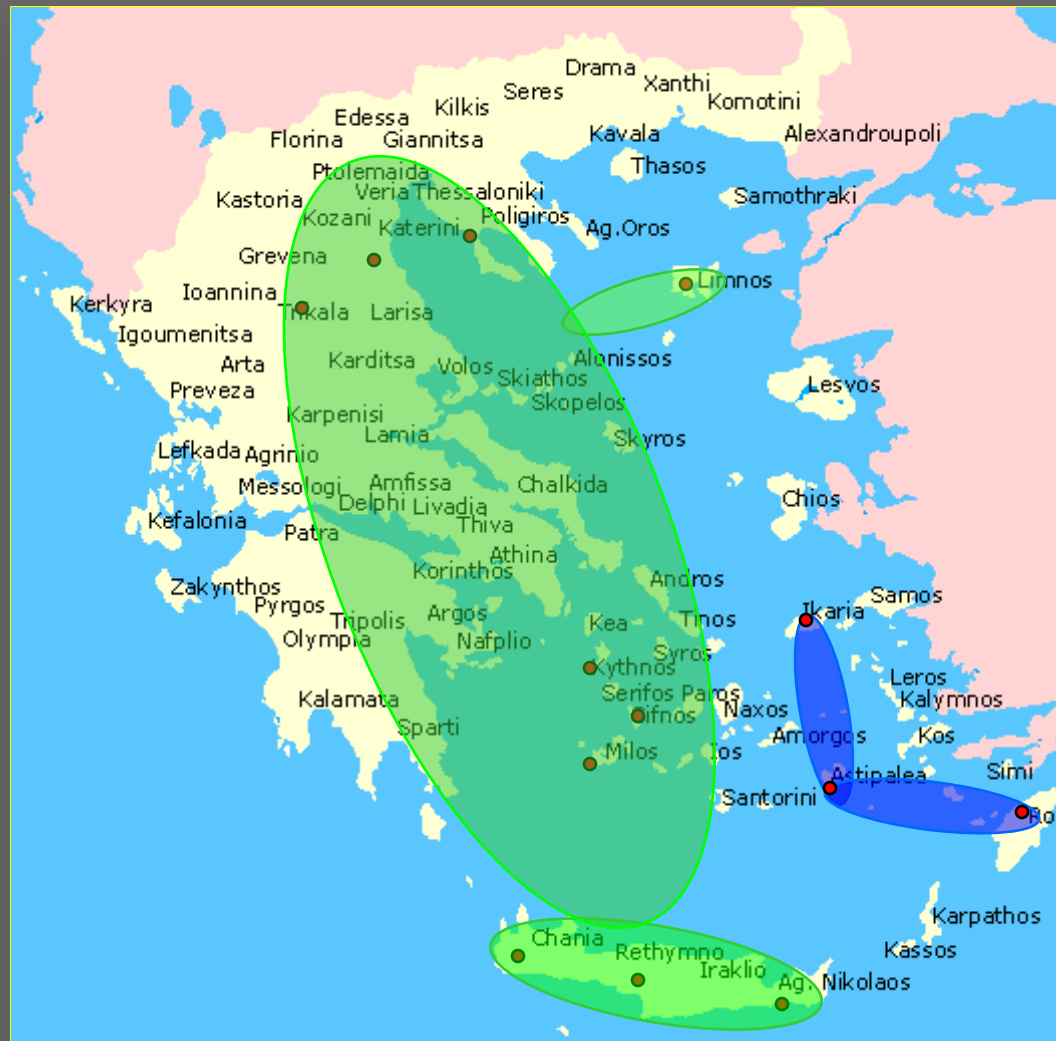 Drama
Xanthi
Seres
Komotini
Kilkis
Edessa
Kavala
Alexandroupoli
Florina
Giannitsa
Thasos
Ptolemaida
Veria
Thessaloniki
Samothraki
Kastoria
Kozani
Poligiros
Katerini
Ag.Oros
Grevena
Limnos
Ioannina
Kerkyra
Trikala
Larisa
Igoumenitsa
Alonissos
Arta
Karditsa
Volos
Skiathos
Lesvos
Preveza
Skopelos
Karpenisi
Lamia
Skyros
Lefkada
Agrinio
Messologi
Amfissa
Chalkida
Chios
Delphi
Livadia
Kefalonia
Thiva
Patra
Athina
Korinthos
Andros
Zakynthos
Samos
Pyrgos
Ikaria
Argos
Tripolis
Kea
Tinos
Olympia
Nafplio
Syros
Kythnos
Leros
Serifos
Paros
Kalamata
Kalymnos
Naxos
Sifnos
Sparti
Amorgos
Kos
Milos
Ios
Simi
Astipalea
Santorini
Ro
Karpathos
Chania
Kassos
Rethymno
Iraklio
Ag. Nikolaos